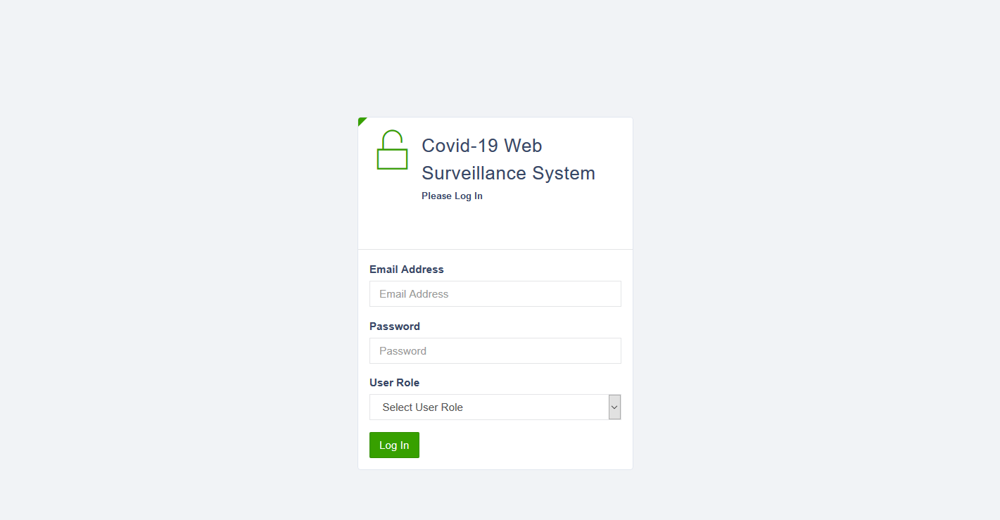 Covid-19 Web
Surveillance System
Please Log In
Email Address
Email Address
Password
Password
User Role
Select User Role
Log In